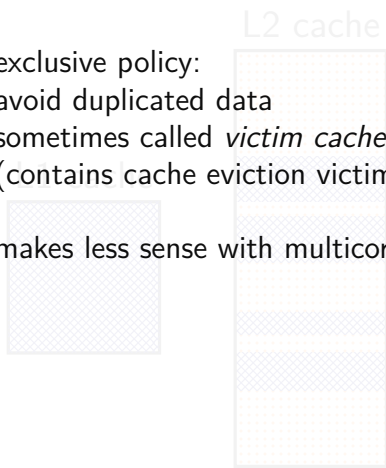 L2 cache
exclusive policy:
avoid duplicated data
sometimes called victim cache
(contains cache eviction victim
makes less sense with multicor